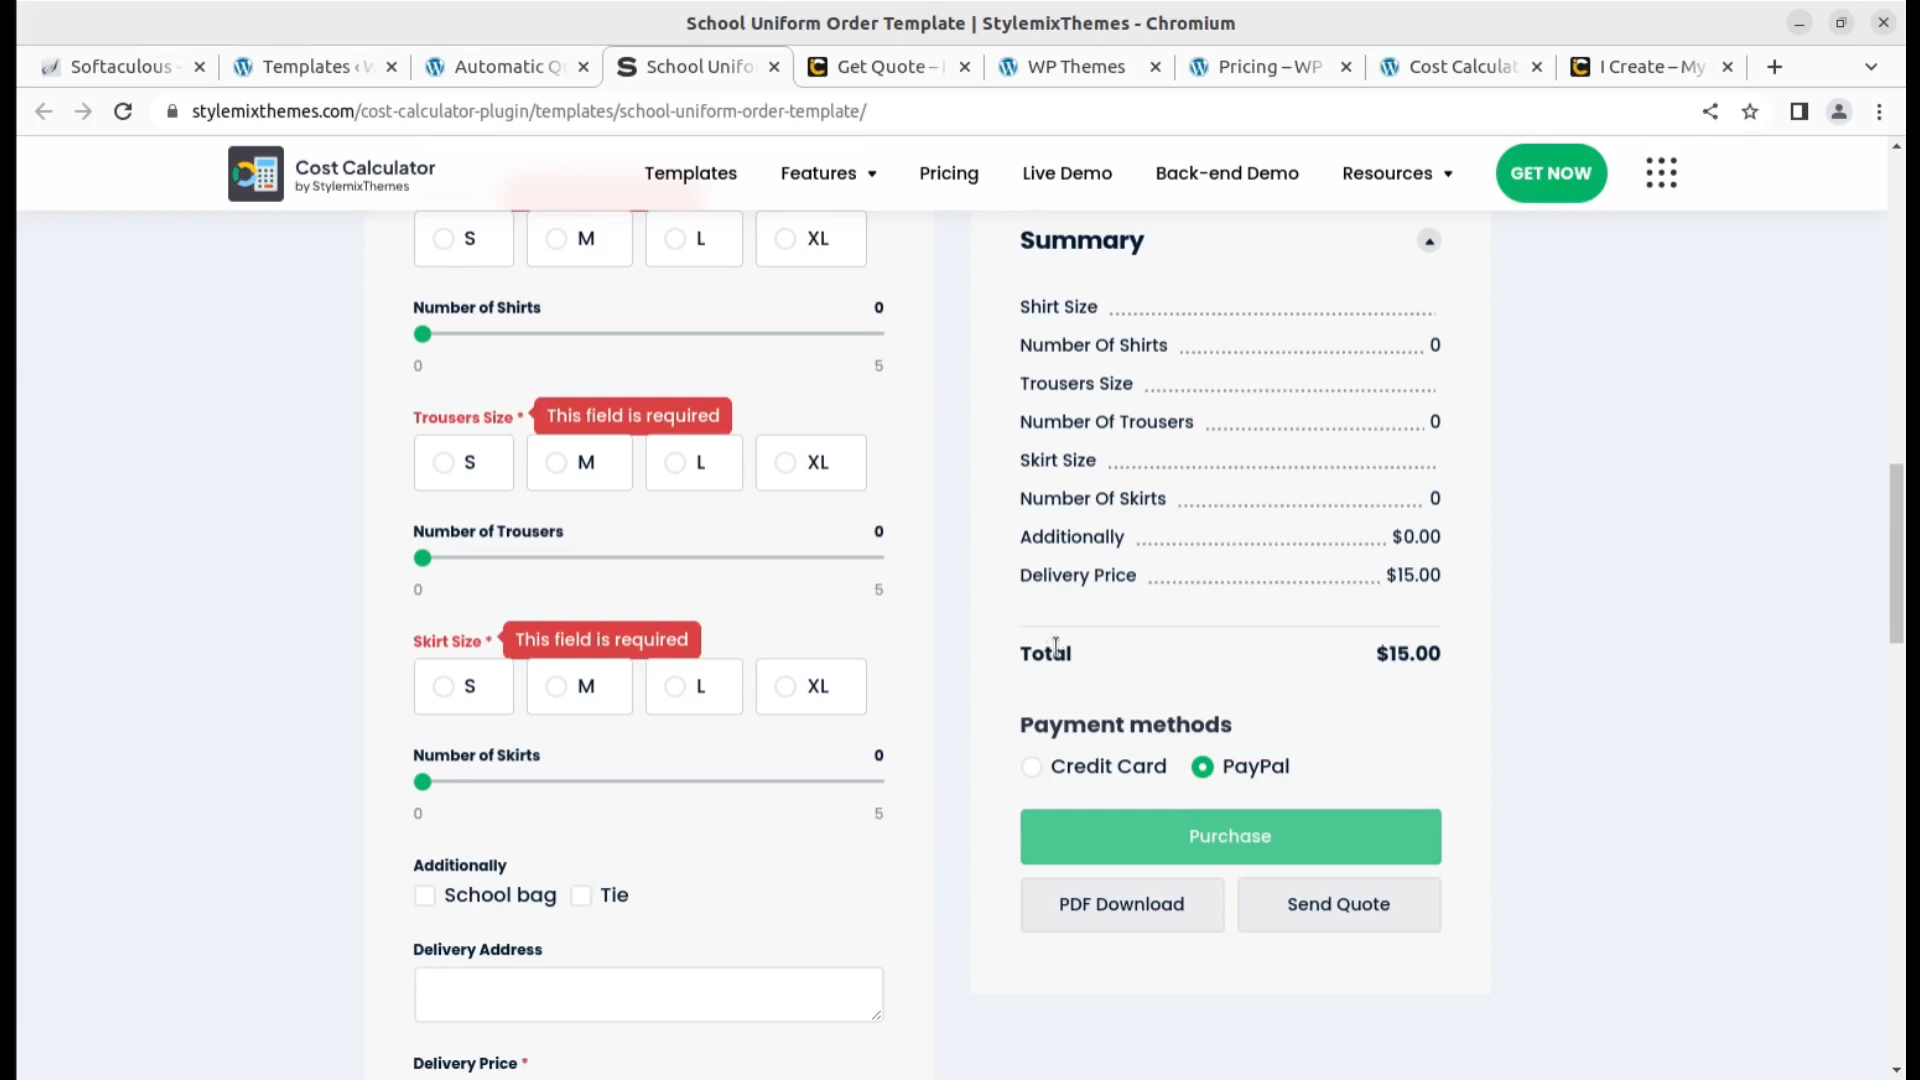 School Uniform Order Template | StylemixThemes - Chromium
Softaculous -
Templates ‹ W
Automatic Q
School Unifo
Get Quote –
WP Themes
Pricing – WP
Cost Calculat
I Create – My
stylemixthemes.com/cost-calculator-plugin/templates/school-uniform-order-template/
Cost Calculator
by StylemixThemes
Templates
Features
Pricing
Live Demo
Back-end Demo
Resources
GET NOW
S M L XL
Number of Shirts 0
0 5
Trousers Size * This field is required
S M L XL
Number of Trousers 0
0 5
Skirt Size * This field is required
S M L XL
Number of Skirts 0
0 5
Additionally
School bag Tie
Delivery Address
Delivery Price *
Summary
Shirt Size
Number Of Shirts 0
Trousers Size
Number Of Trousers 0
Skirt Size
Number Of Skirts 0
Additionally $0.00
Delivery Price $15.00
Total $15.00
Payment methods
Credit Card PayPal
Purchase
PDF Download Send Quote